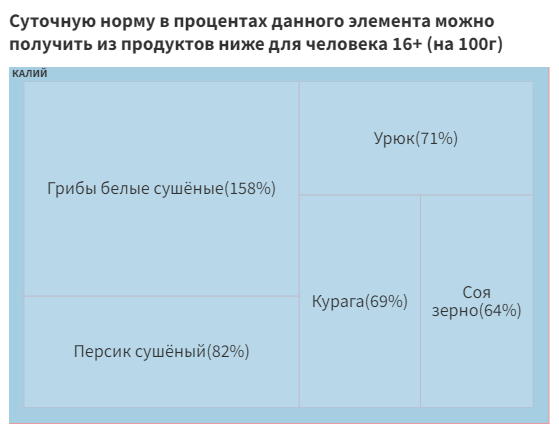 Суточную норму в процентах данного элемента можно
получить из продуктов ниже для человека 16+ (на 100г)
КАЛИЙ
Грибы белые сушёные(158%)
Урюк(71%)
Персик сушёный(82%)
Курага(69%)
Соя
зерно(64%)